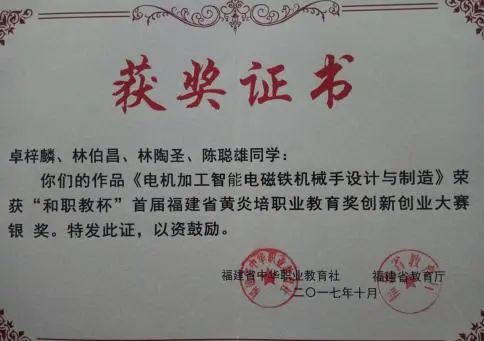 获奖证书
卓梓麟、林伯昌、林陶圣、陈聪雄同学：
你们的作品《电机加工智能电磁铁机械手设计与制造》荣
获“和职教杯”首届福建省黄炎培职业教育奖创新创业大赛
银 奖。特发此证，以资鼓励。
福建省中华职业教育社 福建省教育厅
二〇一七年十月